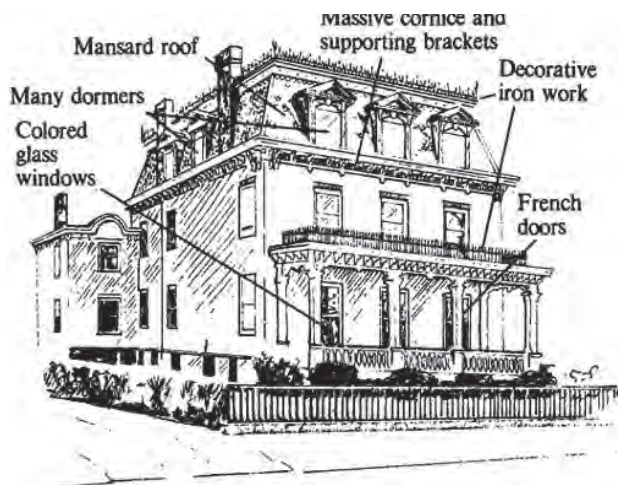 Massive cornice and
supporting brackets
Mansard roof
Decorative
iron work
Many dormers
Colored
glass
windows
French
doors